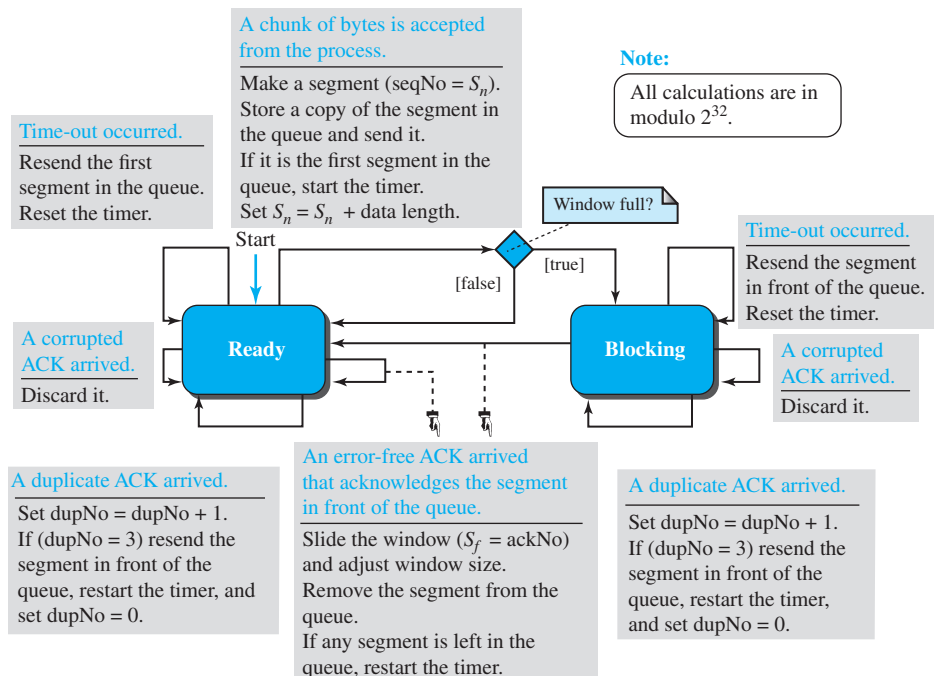 A chunk of bytes is accepted
from the process.
Make a segment (seqNo = Sn).
Store a copy of the segment in
the queue and send it.
If it is the first segment in the
queue, start the timer.
Set Sn = Sn + data length.
Note:
All calculations are in
modulo 2^32.
Time-out occurred.
Resend the first
segment in the queue.
Reset the timer.
Window full?
Start
[false]
[true]
Time-out occurred.
Resend the segment
in front of the queue.
Reset the timer.
A corrupted
ACK arrived.
Discard it.
Ready
Blocking
A corrupted
ACK arrived.
Discard it.
A duplicate ACK arrived.
Set dupNo = dupNo + 1.
If (dupNo = 3) resend the
segment in front of the
queue, restart the timer, and
set dupNo = 0.
An error-free ACK arrived
that acknowledges the segment
in front of the queue.
Slide the window (Sf = ackNo)
and adjust window size.
Remove the segment from the
queue.
If any segment is left in the
queue, restart the timer.
A duplicate ACK arrived.
Set dupNo = dupNo + 1.
If (dupNo = 3) resend the
segment in front of the
queue, restart the timer,
and set dupNo = 0.